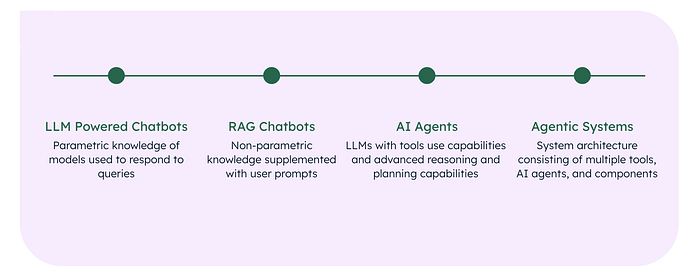 LLM Powered Chatbots
Parametric knowledge of
models used to respond to
queries
RAG Chatbots
Non-parametric
knowledge supplemented
with user prompts
AI Agents
LLMs with tools use capabilities
and advanced reasoning and
planning capabilities
Agentic Systems
System architecture
consisting of multiple tools,
AI agents, and components